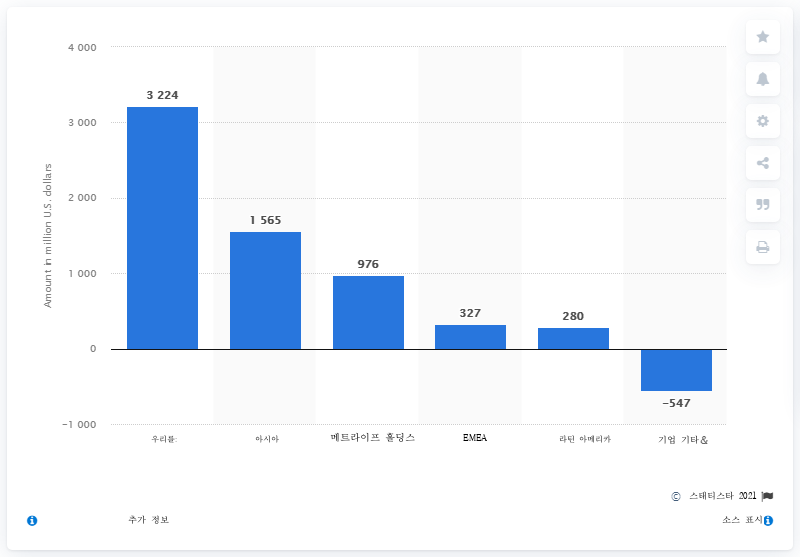 4 000
3 224
3 000
2 000
1 565
1 000
976
327
280
0
-547
-1 000
Amount in million U.S. dollars
우리를:
아시아
메트라이프 홀딩스
EMEA
라틴 아메리카
기업 기타 &
© 스태티스타 2021
추가 정보
소스 표시